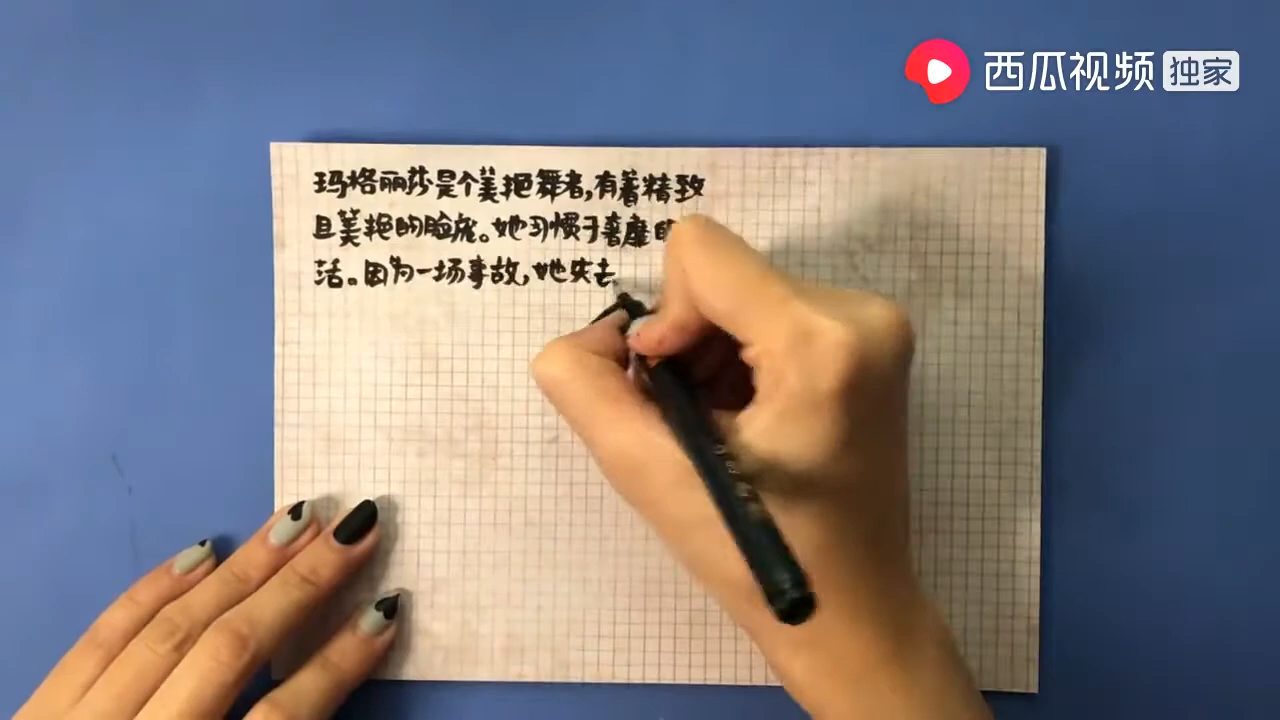 西瓜视频 独家
玛格丽莎是个美艳舞者,有着精致
且美艳的脸庞。她习惯于奢靡
活。因为一场事故,她失去